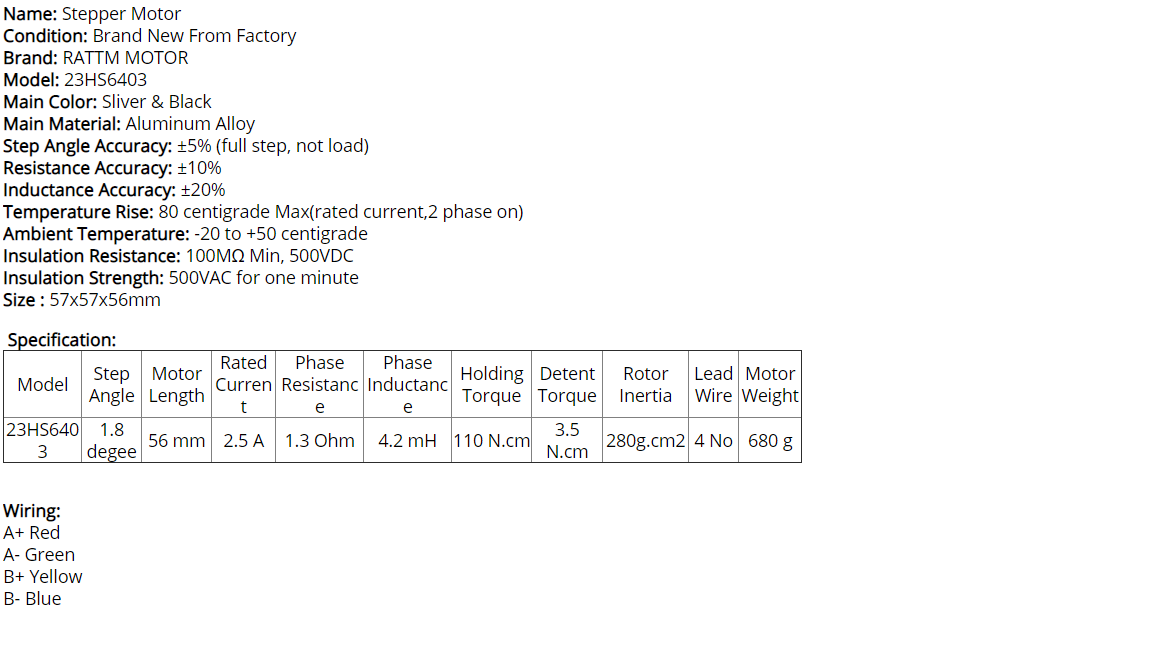 Name: Stepper Motor
Condition: Brand New From Factory
Brand: RATTM MOTOR
Model: 23HS6403
Main Color: Sliver & Black
Main Material: Aluminum Alloy
Step Angle Accuracy: ±5% (full step, not load)
Resistance Accuracy: ±10%
Inductance Accuracy: ±20%
Temperature Rise: 80 centigrade Max(rated current,2 phase on)
Ambient Temperature: -20 to +50 centigrade
Insulation Resistance: 100MΩ Min, 500VDC
Insulation Strength: 500VAC for one minute
Size : 57x57x56mm
Specification:
Model
Step
Angle
Motor
Length
Rated
Curren
t
Phase
Resistanc
e
Phase
Inductanc
e
Holding
Torque
Detent
Torque
Rotor
Inertia
Lead
Wire
Motor
Weight
23HS640
3
1.8
degee
56 mm
2.5 A
1.3 Ohm
4.2 mH
110 N.cm
3.5
N.cm
280g.cm2
4 No
680 g
Wiring:
A+ Red
A- Green
B+ Yellow
B- Blue